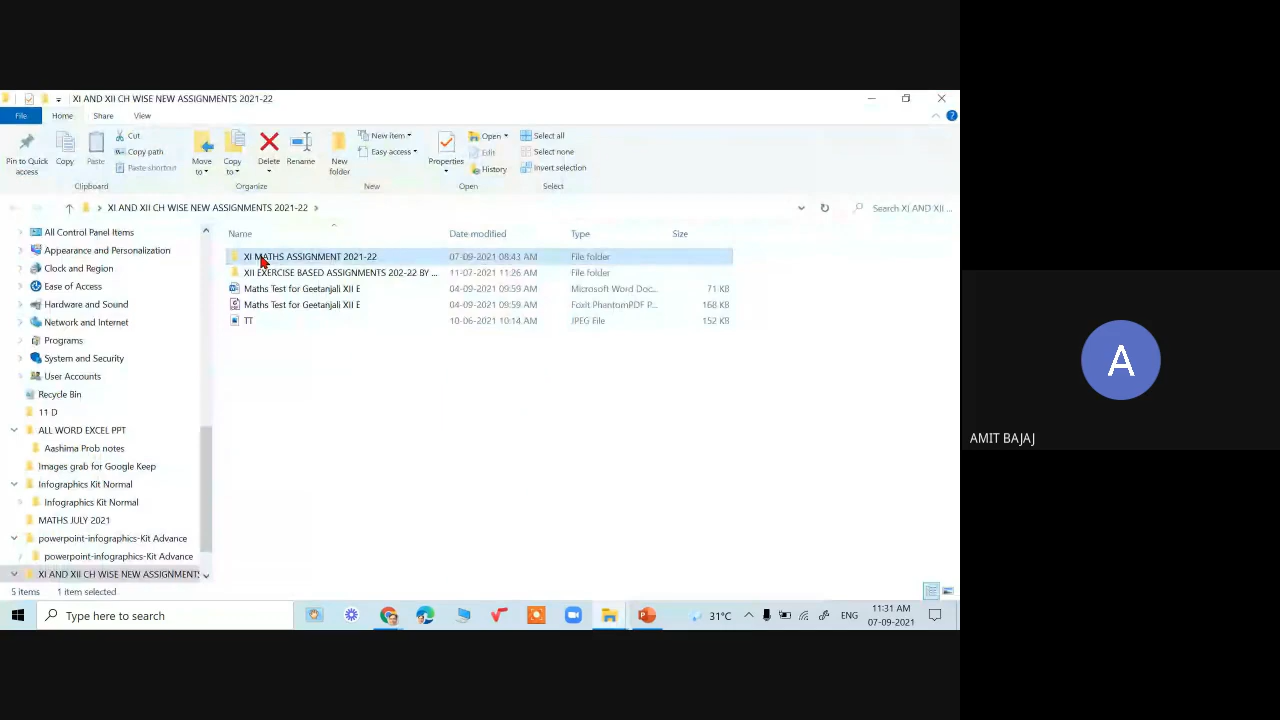 XI AND XII CH WISE NEW ASSIGNMENTS 2021-22
File Home Share View
Pin to Quick access
Copy
Paste
Cut
Copy path
Paste shortcut
Clipboard
Move to
Copy to
Delete
Rename
Organize
New folder
New item
Easy access
New
Properties
Open
Edit
History
Open
Select all
Select none
Invert selection
Select
XI AND XII CH WISE NEW ASSIGNMENTS 2021-22
Search XI AND XII ...
All Control Panel Items
Appearance and Personalization
Clock and Region
Ease of Access
Hardware and Sound
Network and Internet
Programs
System and Security
User Accounts
Recycle Bin
11 D
ALL WORD EXCEL PPT
Aashima Prob notes
Images grab for Google Keep
Infographics Kit Normal
Infographics Kit Normal
MATHS JULY 2021
powerpoint-infographics-Kit Advance
powerpoint-infographics-Kit Advance
XI AND XII CH WISE NEW ASSIGNMENTS
Name Date modified Type Size
XI MATHS ASSIGNMENT 2021-22 07-09-2021 08:43 AM File folder
XII EXERCISE BASED ASSIGNMENTS 202-22 BY ... 11-07-2021 11:26 AM File folder
Maths Test for Geetanjali XII E 04-09-2021 09:59 AM Microsoft Word Doc... 71 KB
Maths Test for Geetanjali XII E 04-09-2021 09:59 AM Foxit PhantomPDF P... 168 KB
TT 10-06-2021 10:14 AM JPEG File 152 KB
5 items 1 item selected
Type here to search
31°C
ENG
11:31 AM
07-09-2021
A
AMIT BAJAJ